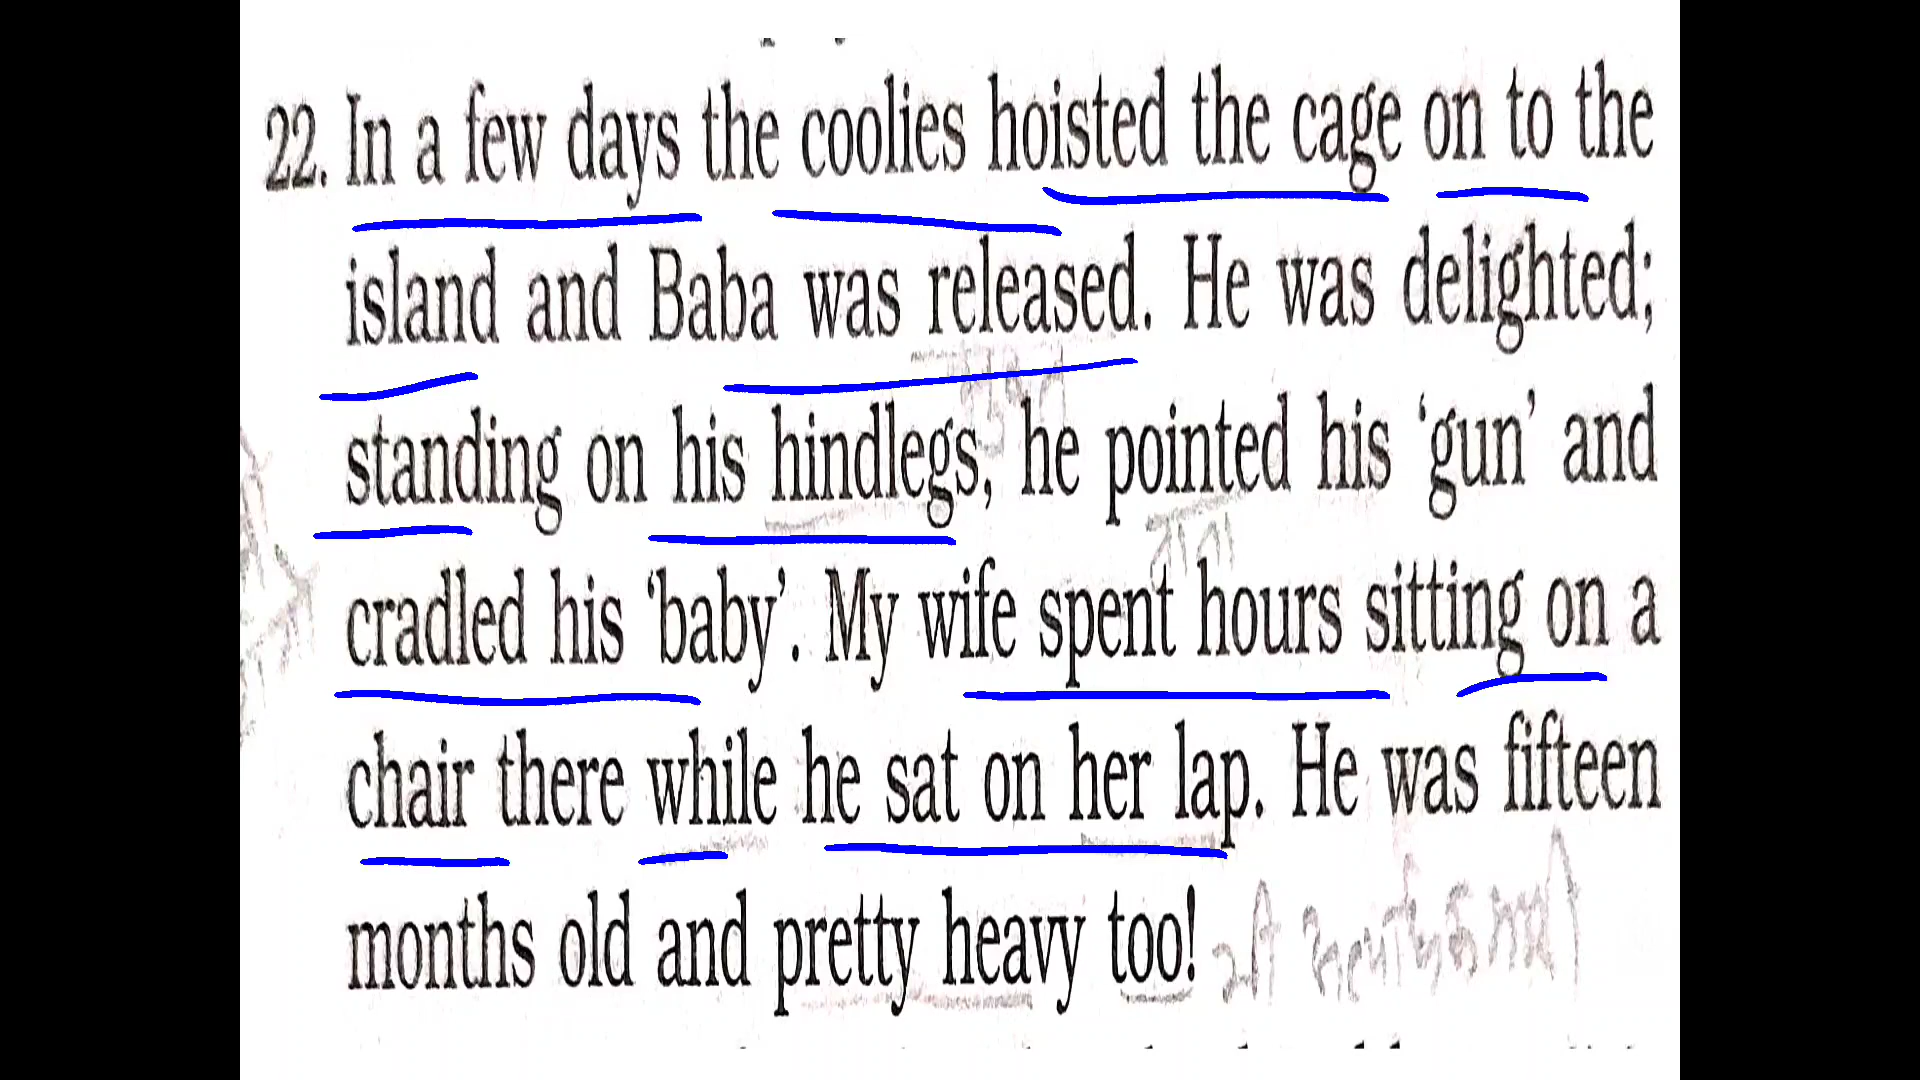 22. In a few days the coolies hoisted the cage on to the
island and Baba was released. He was delighted;
standing on his hindlegs, he pointed his ‘gun’ and
cradled his ‘baby’. My wife spent hours sitting on a
chair there while he sat on her lap. He was fifteen
months old and pretty heavy too!